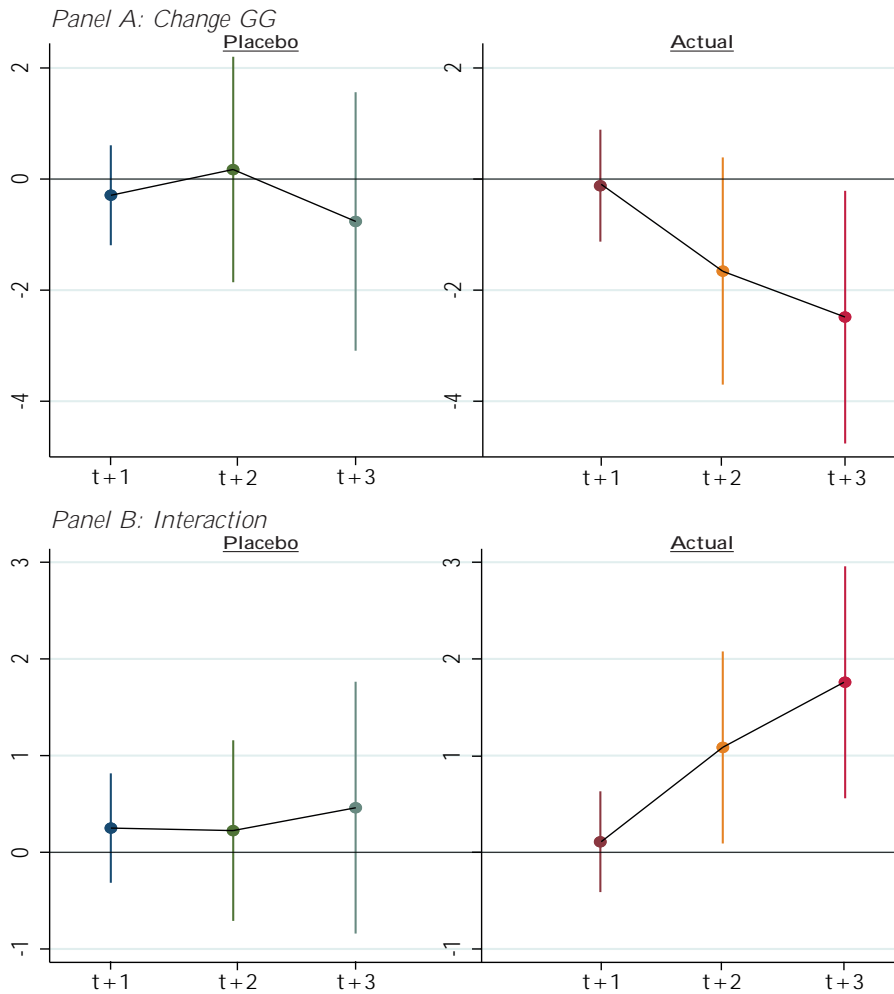 Panel A: Change GG
Placebo Actual
2 2
0
-2 -2
-4 -4
t+1 t+2 t+3 t+1 t+2 t+3
Panel B: Interaction
Placebo Actual
3 3
2 2
1 1
0 0
-1 -1
t+1 t+2 t+3 t+1 t+2 t+3